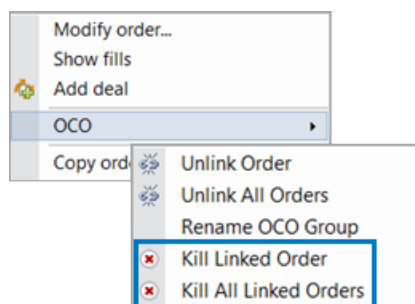 Modify order...
Show fills
Add deal
OCO
Copy
Unlink Order
Unlink All Orders
Rename OCO Group
Kill Linked Order
Kill All Linked Orders